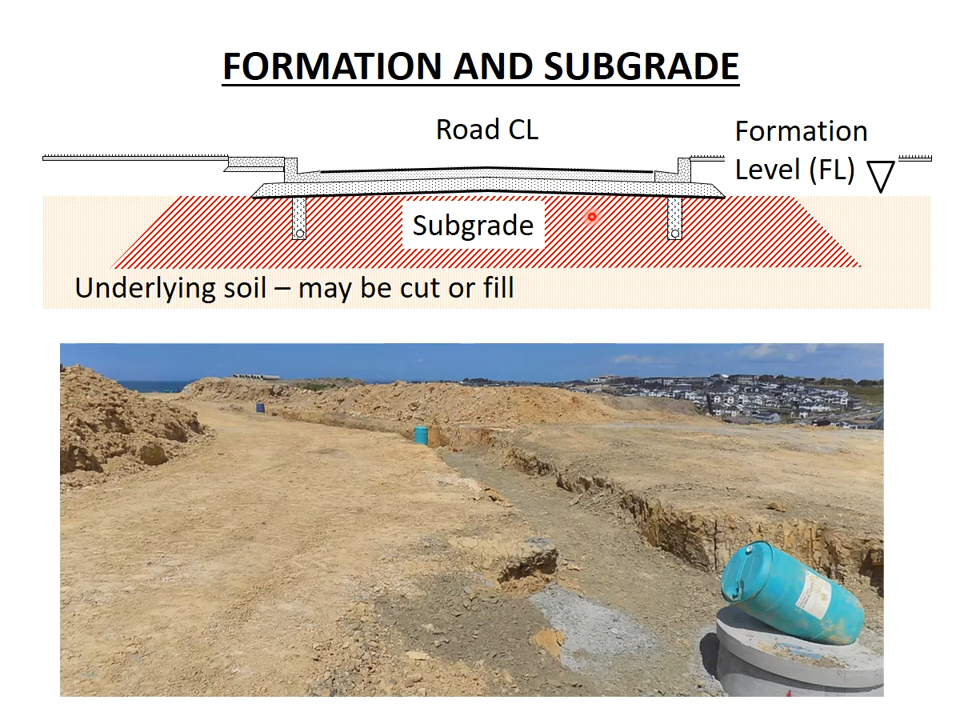 FORMATION AND SUBGRADE
Road CL
Formation
Level (FL)
Subgrade
Underlying soil – may be cut or fill